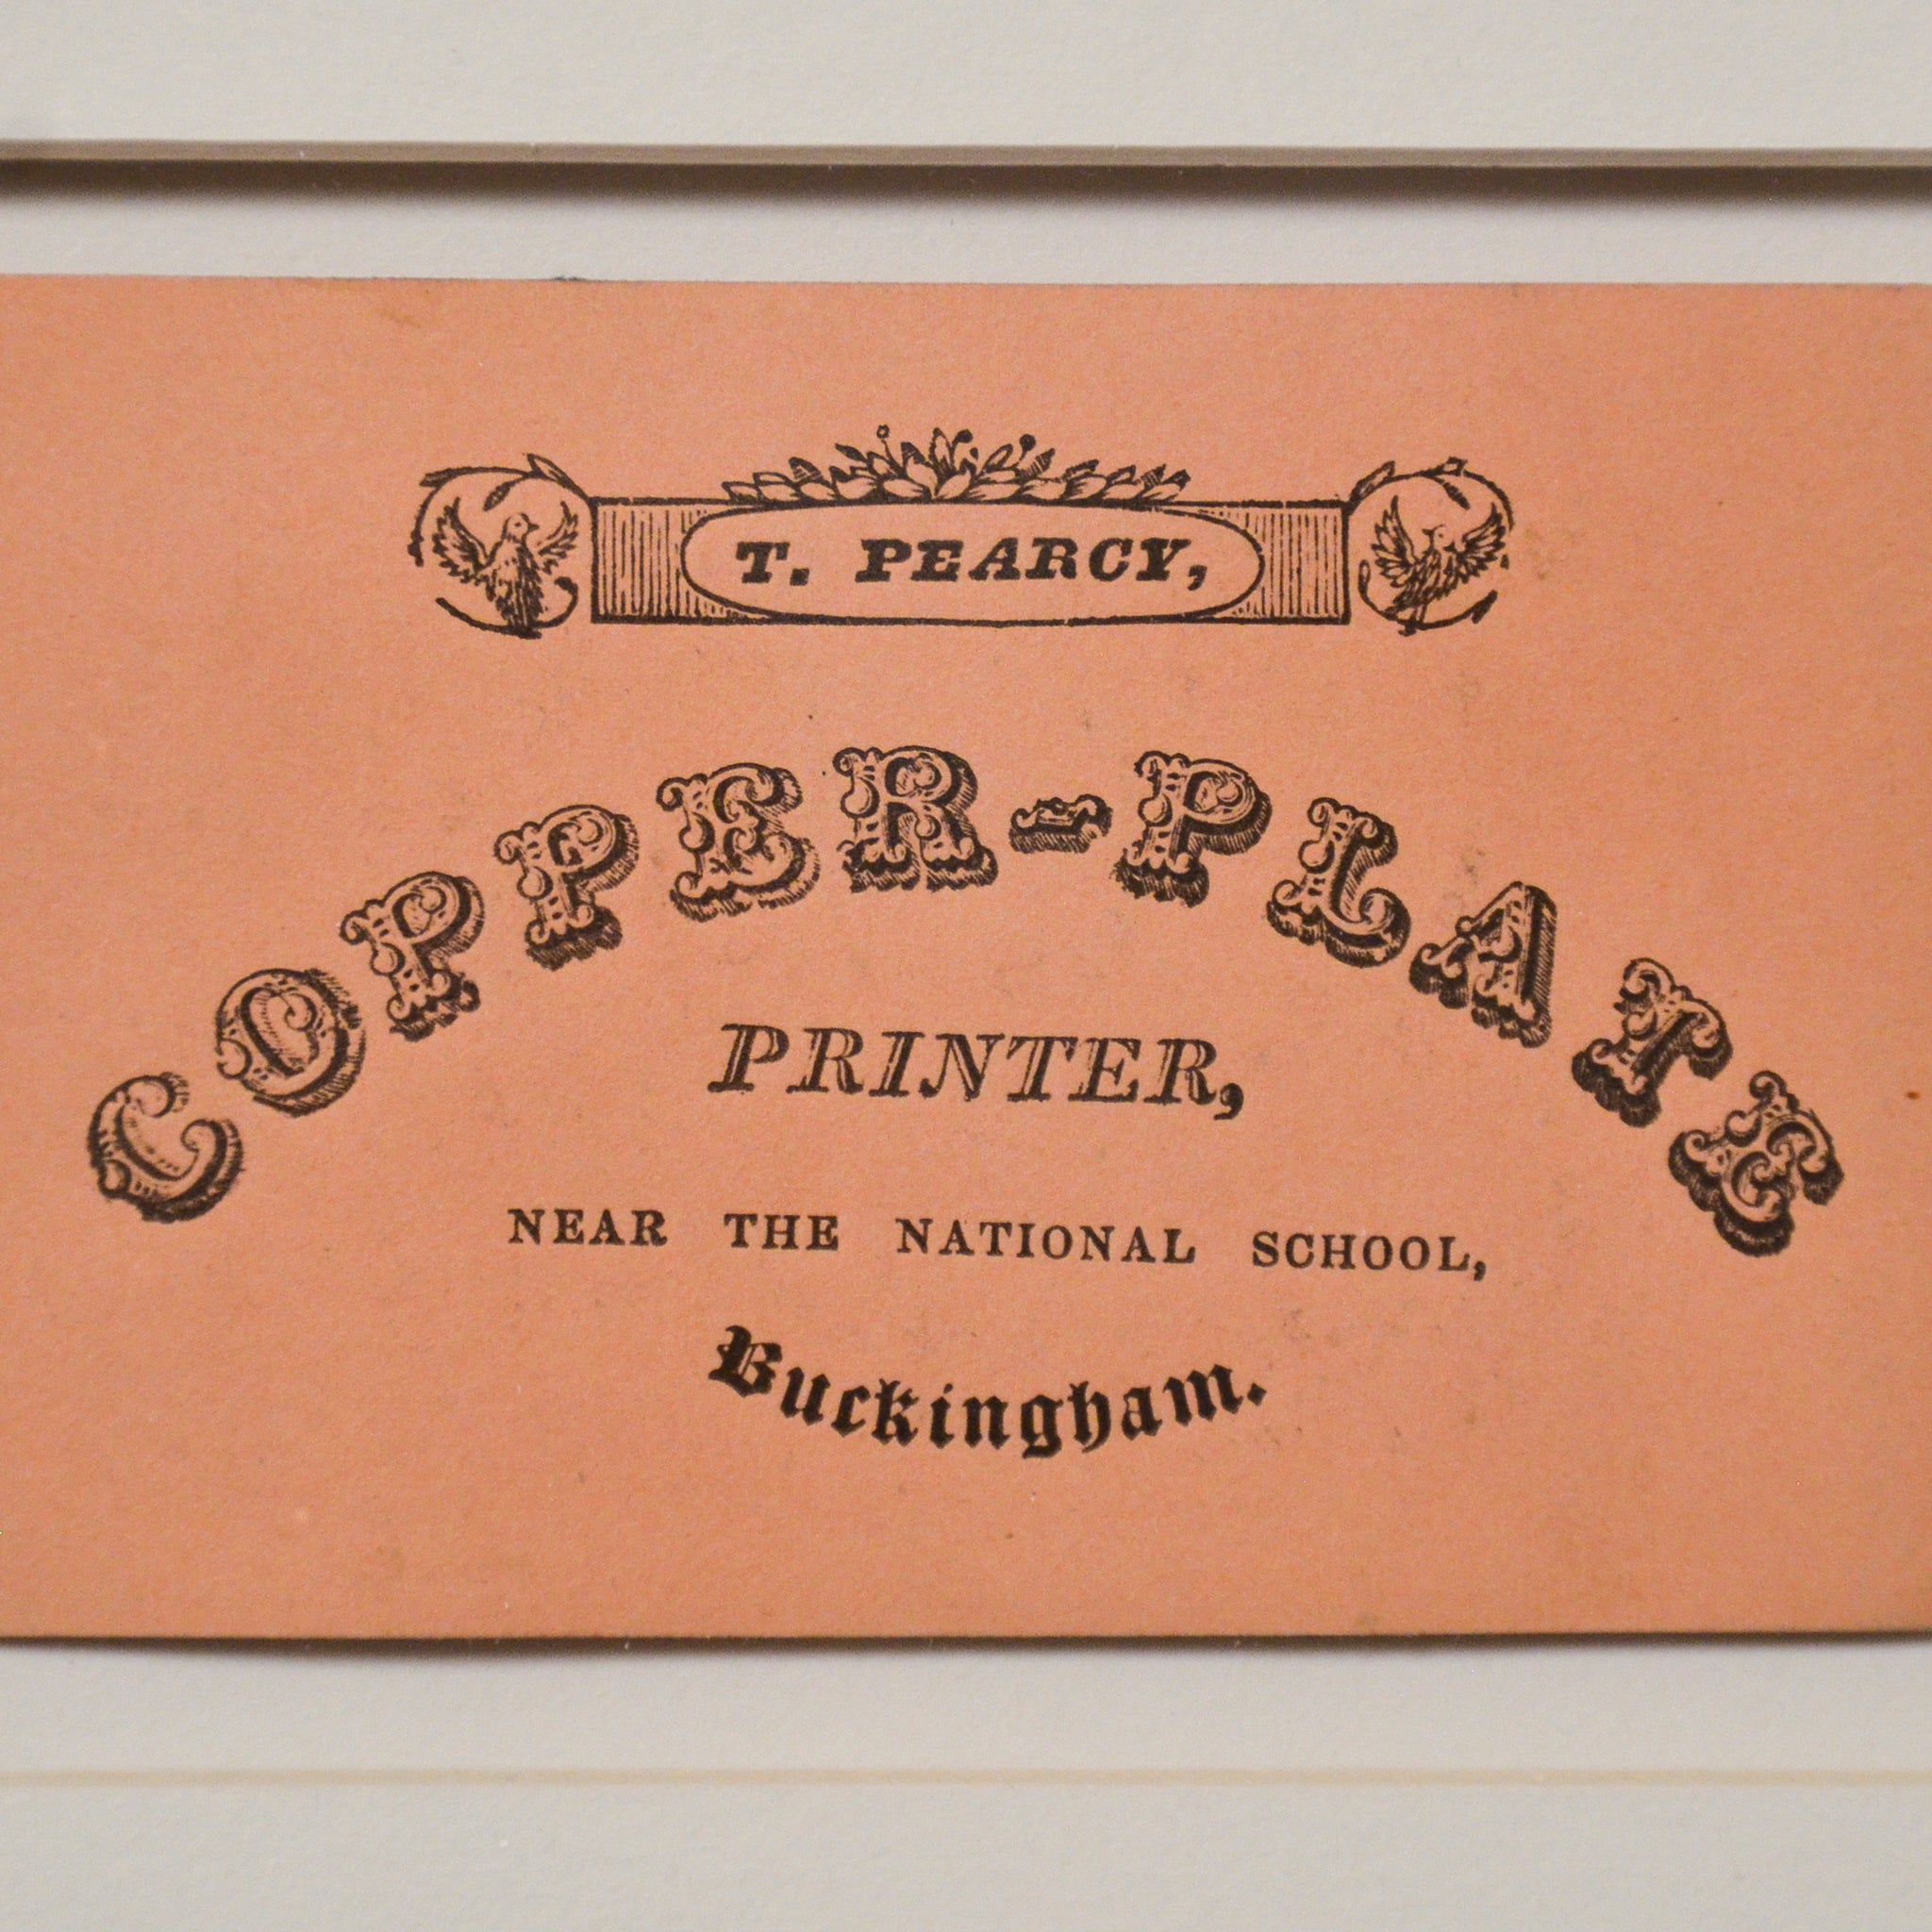 T. PEARCY,
COPPER-PLATE
PRINTER,
NEAR THE NATIONAL SCHOOL,
Buckingham.